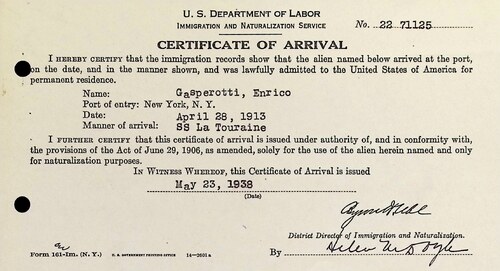 U. S. DEPARTMENT OF LABOR
IMMIGRATION AND NATURALIZATION SERVICE
No. 22 71125
CERTIFICATE OF ARRIVAL
I HEREBY CERTIFY that the immigration records show that the alien named below arrived at the port,
on the date, and in the manner shown, and was lawfully admitted to the United States of America for
permanent residence.
Name: Gasperotti, Enrico
Port of entry: New York, N. Y.
Date: April 28, 1913
Manner of arrival: SS La Touraine
I FURTHER CERTIFY that this certificate of arrival is issued under authority of, and in conformity with,
the provisions of the Act of June 29, 1906, as amended, solely for the use of the alien herein named and only
for naturalization purposes.
IN WITNESS WHEREOF, this Certificate of Arrival is issued
May 23, 1938
(Date)
District Director of Immigration and Naturalization.
By Helen
Form 161-Im. (N. Y.) U. S. GOVERNMENT PRINTING OFFICE 14—2691a